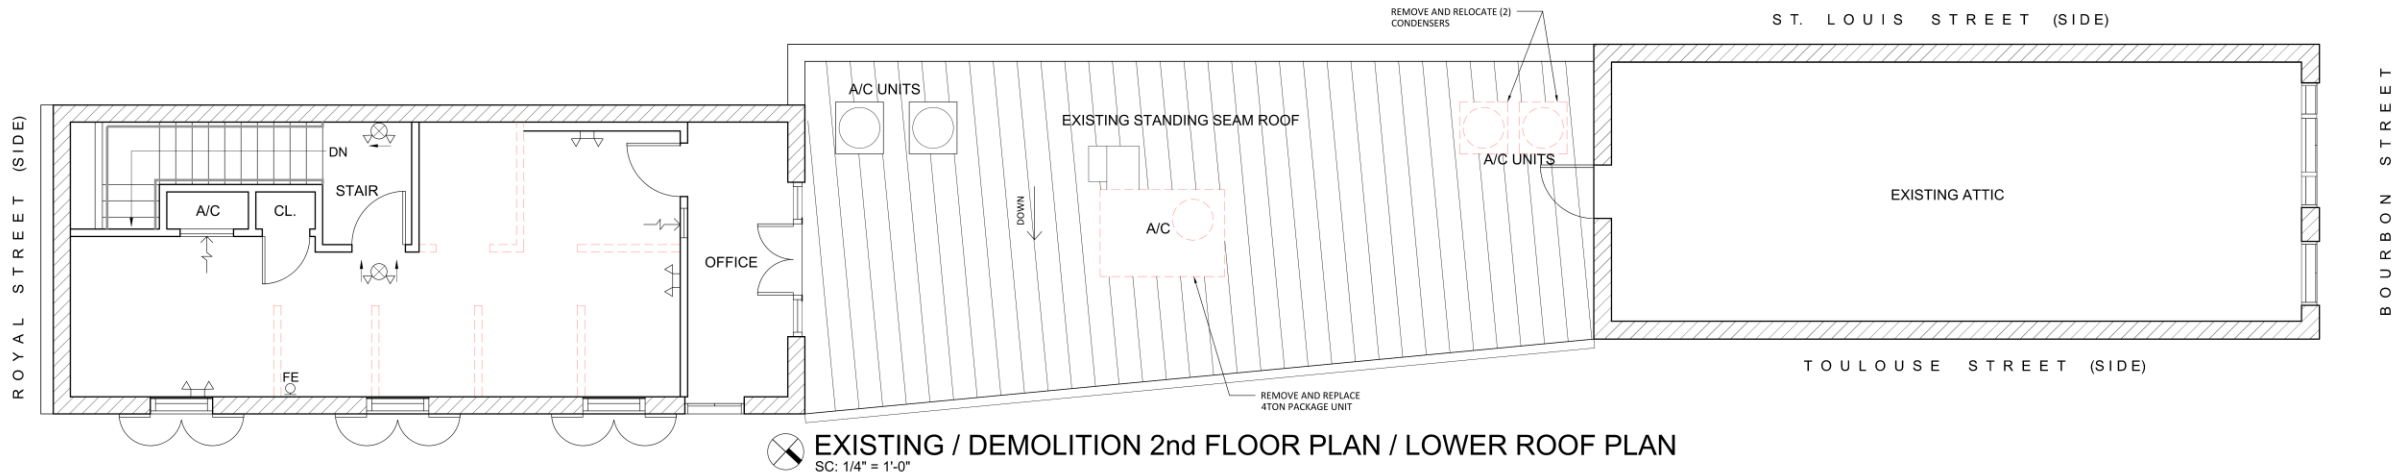 REMOVE AND RELOCATE (2)
CONDENSERS
ST. LOUIS STREET (SIDE)
ROYAL STREET (SIDE)
A/C UNITS
EXISTING STANDING SEAM ROOF
DN
STAIR
A/C UNITS
A/C
CL.
EXISTING ATTIC
BOURBON STREET
DOWN
A/C
OFFICE
FE
TOULOUSE STREET (SIDE)
REMOVE AND REPLACE
4TON PACKAGE UNIT
EXISTING / DEMOLITION 2nd FLOOR PLAN / LOWER ROOF PLAN
SC: 1/4" = 1'-0"